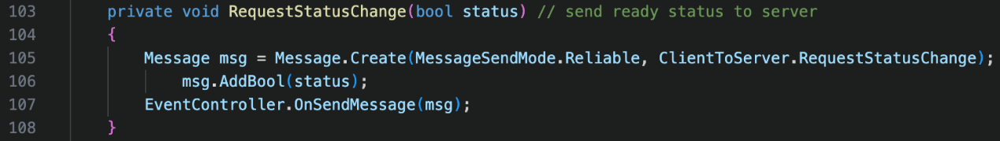 103 private void RequestStatusChange(bool status) // send ready status to server
104 {
105 Message msg = Message.Create(MessageSendMode.Reliable, ClientToServer.RequestStatusChange);
106 msg.AddBool(status);
107 EventController.OnSendMessage(msg);
108 }